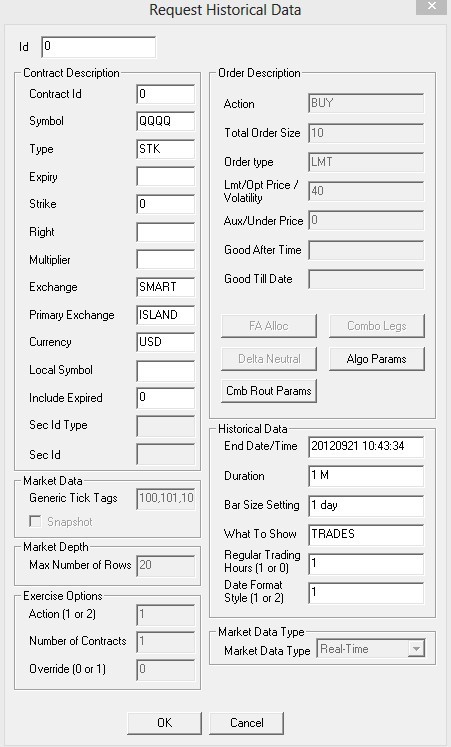 Request Historical Data
Id 0
Contract Description
Contract Id 0
Symbol QQQQ
Type STK
Expiry
Strike 0
Right
Multiplier
Exchange SMART
Primary Exchange ISLAND
Currency USD
Local Symbol
Include Expired 0
Sec Id Type
Sec Id
Market Data
Generic Tick Tags 100,101,10
Snapshot
Market Depth
Max Number of Rows 20
Exercise Options
Action (1 or 2) 1
Number of Contracts 1
Override (0 or 1) 0
Order Description
Action BUY
Total Order Size 10
Order type LMT
Lmt/Opt Price /
Volatility 40
Aux/Under Price 0
Good After Time
Good Till Date
FA Alloc Combo Legs
Delta Neutral Algo Params
Cmb Rout Params
Historical Data
End Date/Time 20120921 10:43:34
Duration 1 M
Bar Size Setting 1 day
What To Show TRADES
Regular Trading
Hours (1 or 0) 1
Date Format
Style (1 or 2) 1
Market Data Type
Market Data Type Real-Time
OK Cancel